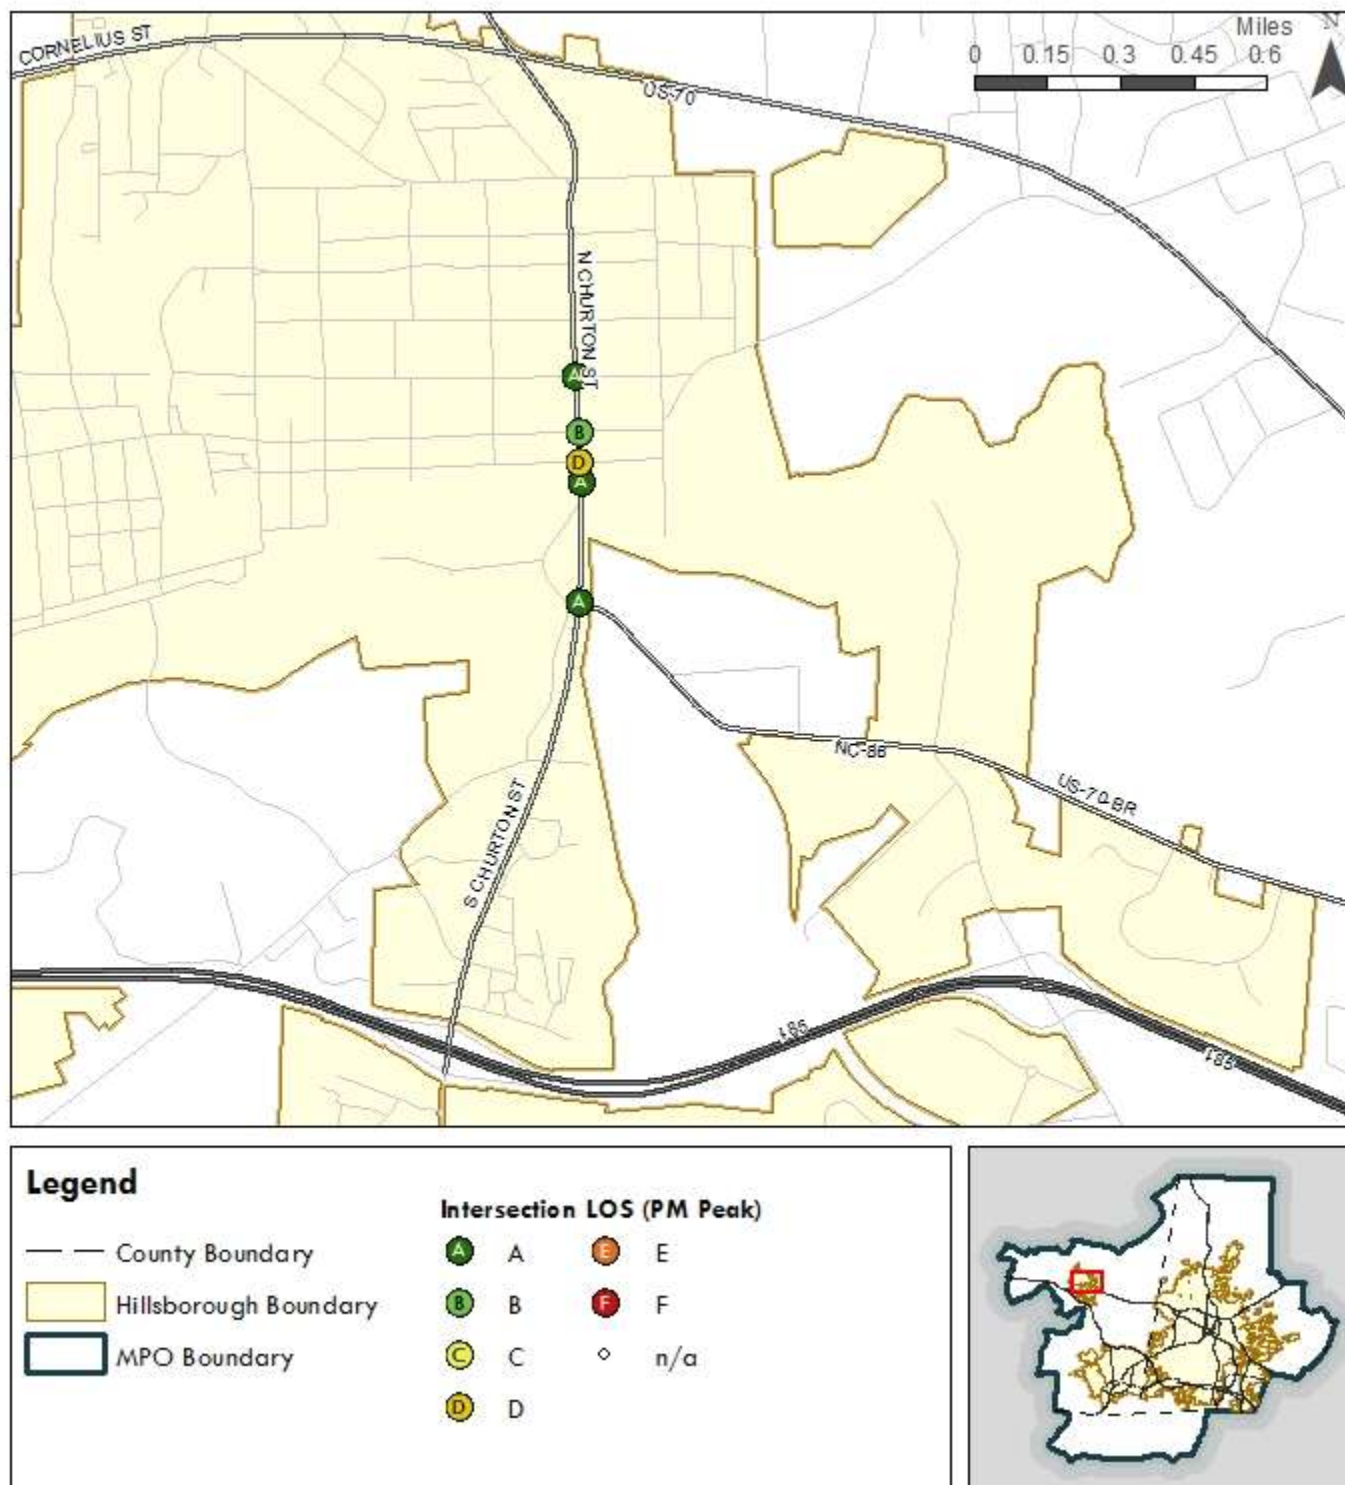 CORNELIUS ST
Miles
N
0 0.15 0.3 0.45 0.6
US-70
N CHURTON ST
A
B
D
A
A
NC-86
US-70-BR
S CHURTON ST
I85
I85
Legend
Intersection LOS (PM Peak)
County Boundary
A A
E E
Hillsborough Boundary
B B
F F
MPO Boundary
C C
n/a
D D